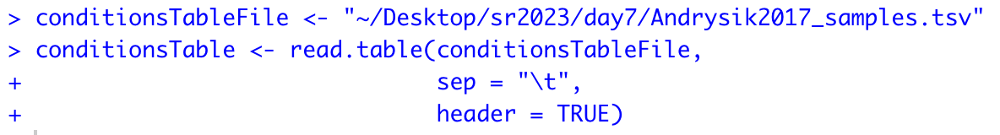 > conditionsTableFile <- "~/Desktop/sr2023/day7/Andrysik2017_samples.tsv"
> conditionsTable <- read.table(conditionsTableFile,
+                               sep = "\t",
+                               header = TRUE)